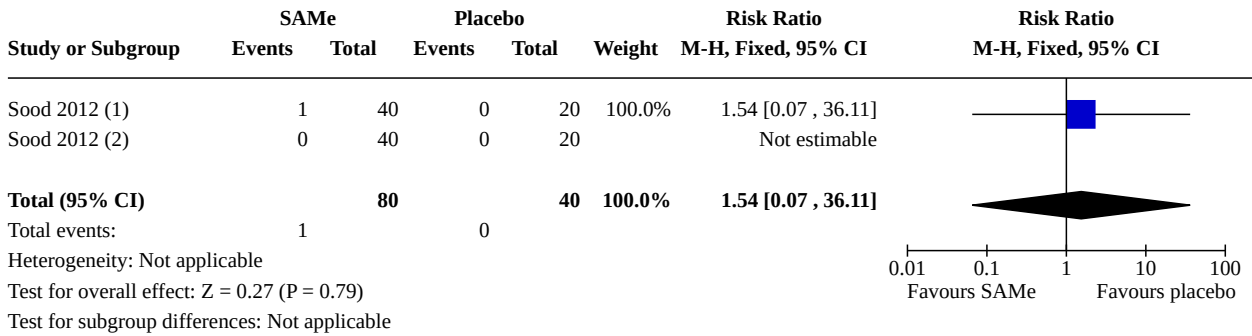 SAMe Placebo Risk Ratio Risk Ratio
Study or Subgroup Events Total Events Total Weight M-H, Fixed, 95% CI M-H, Fixed, 95% CI
Sood 2012 (1) 1 40 0 20 100.0% 1.54 [0.07 , 36.11]
Sood 2012 (2) 0 40 0 20 Not estimable
Total (95% CI) 80 40 100.0% 1.54 [0.07 , 36.11]
Total events: 1 0
Heterogeneity: Not applicable
0.01 0.1 1 10 100
Test for overall effect: Z = 0.27 (P = 0.79) Favours SAMe Favours placebo
Test for subgroup differences: Not applicable